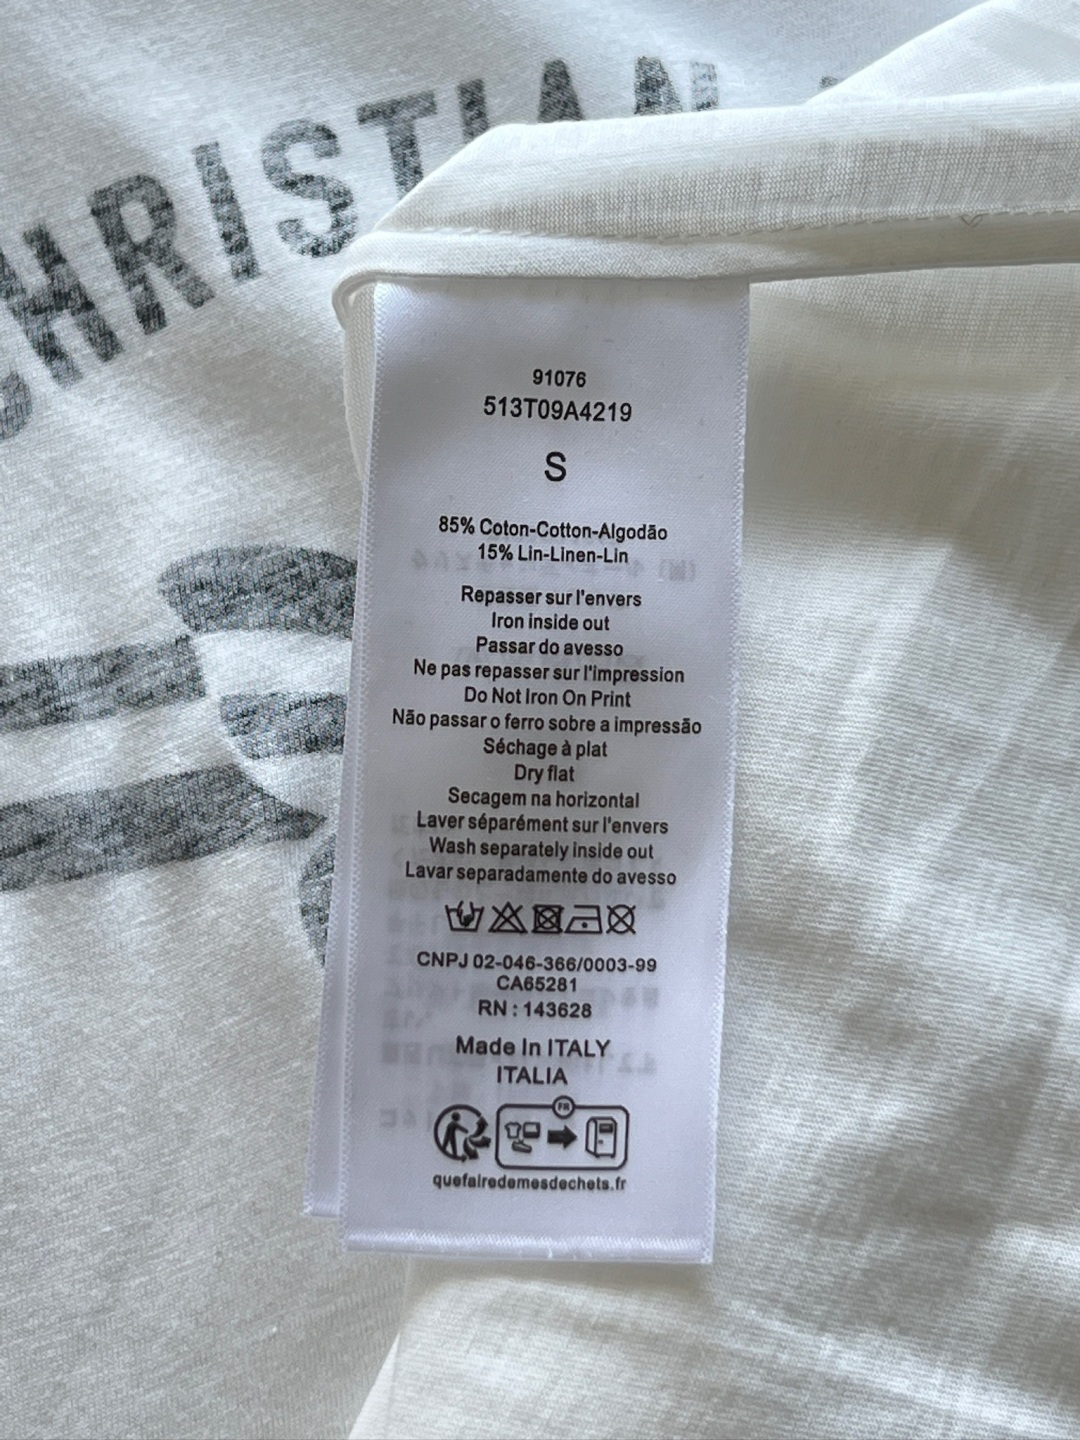 CHRISTIAN
91076
513T09A4219
S
85% Coton-Cotton-Algodão
15% Lin-Linen-Lin
Repasser sur l'envers
Iron inside out
Passar do avesso
Ne pas repasser sur l'impression
Do Not Iron On Print
Não passar o ferro sobre a impressão
Séchage à plat
Dry flat
Secagem na horizontal
Laver séparément sur l'envers
Wash separately inside out
Lavar separadamente do avesso
CNPJ 02-046-366/0003-99
CA65281
RN : 143628
Made In ITALY
ITALIA
FR
quefairedemesdechets.fr